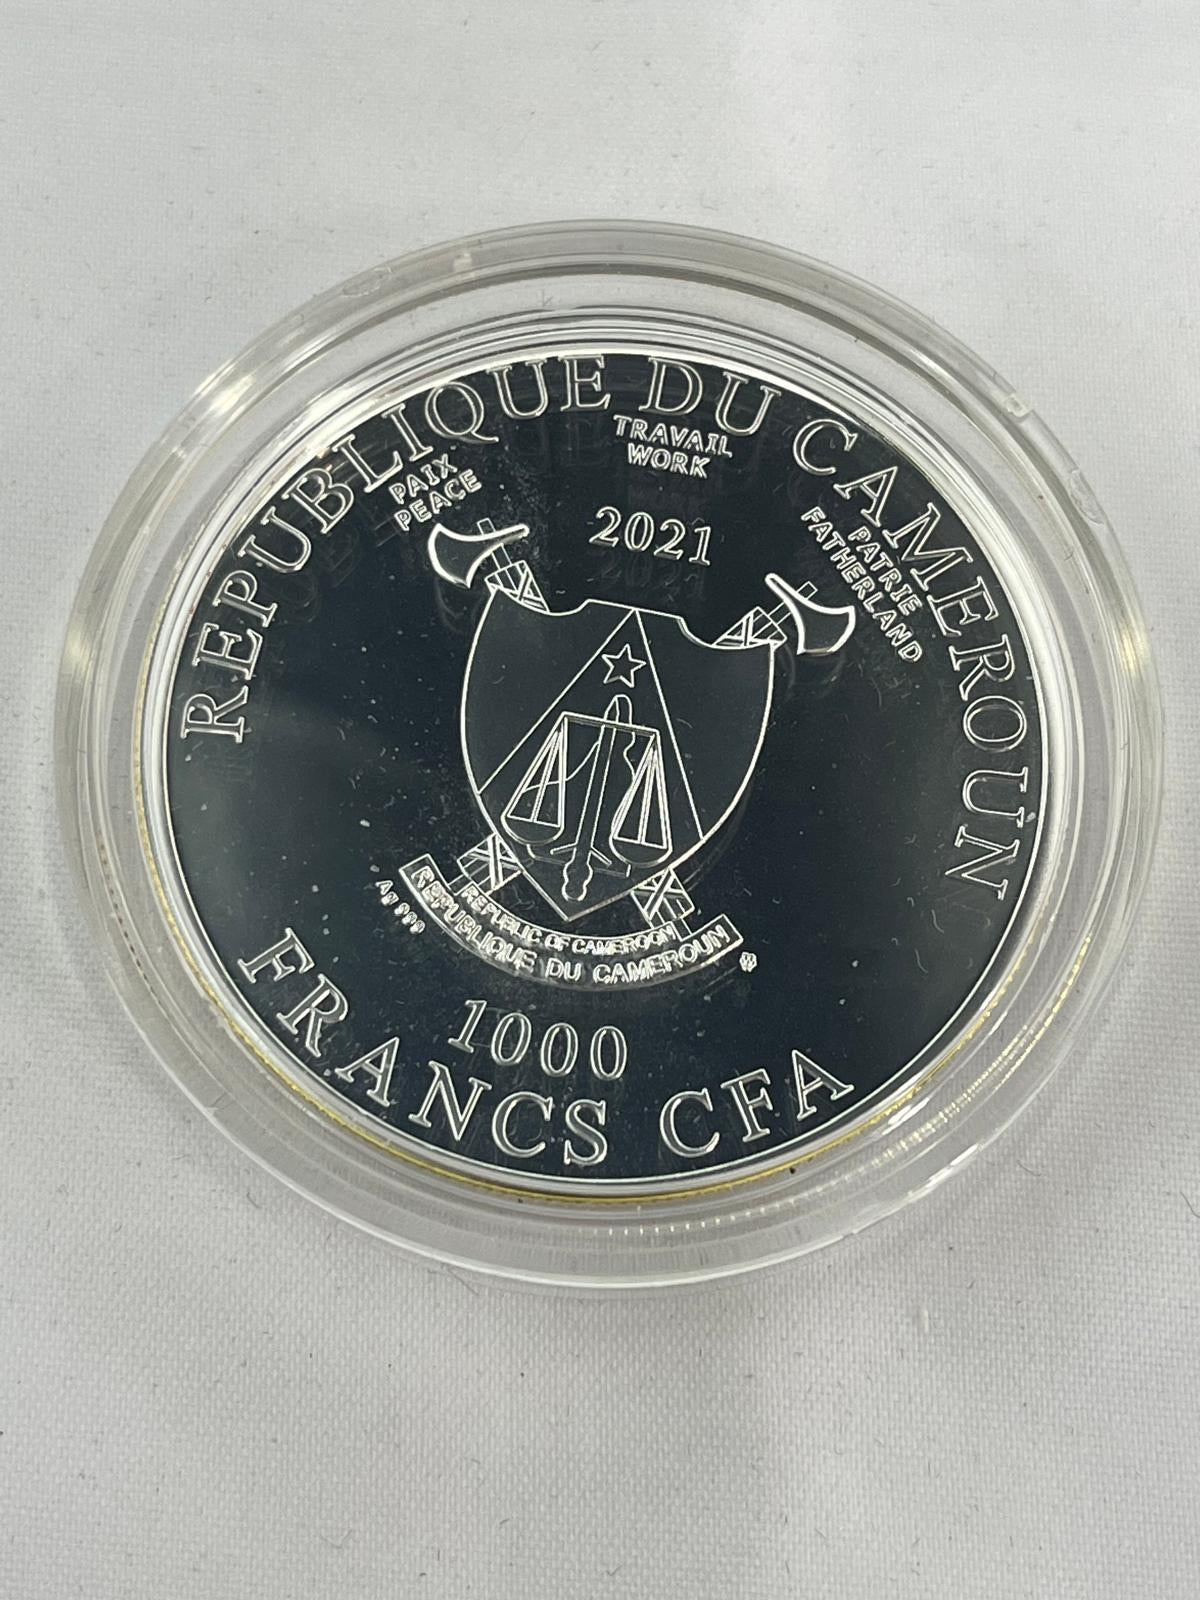 REPUBLIQUE DU CAMEROUN
PAIX
PEACE
TRAVAIL
WORK
PATRIE
FATHERLAND
2021
REPUBLIC OF CAMEROON
REPUBLIQUE DU CAMEROUN
Ag 999
1000
FRANCS CFA